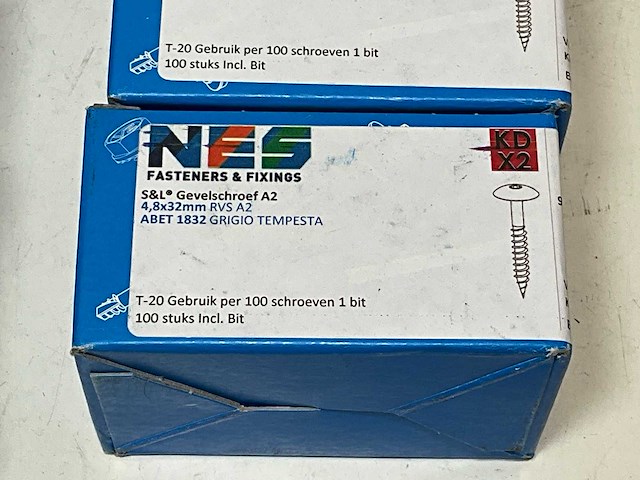 T-20 Gebruik per 100 schroeven 1 bit
100 stuks Incl. Bit
NFS
FASTENERS & FIXINGS
KD
X2
S&L® Gevelschroef A2
4,8x32mm RVS A2
ABET 1832 GRIGIO TEMPESTA
T-20 Gebruik per 100 schroeven 1 bit
100 stuks Incl. Bit